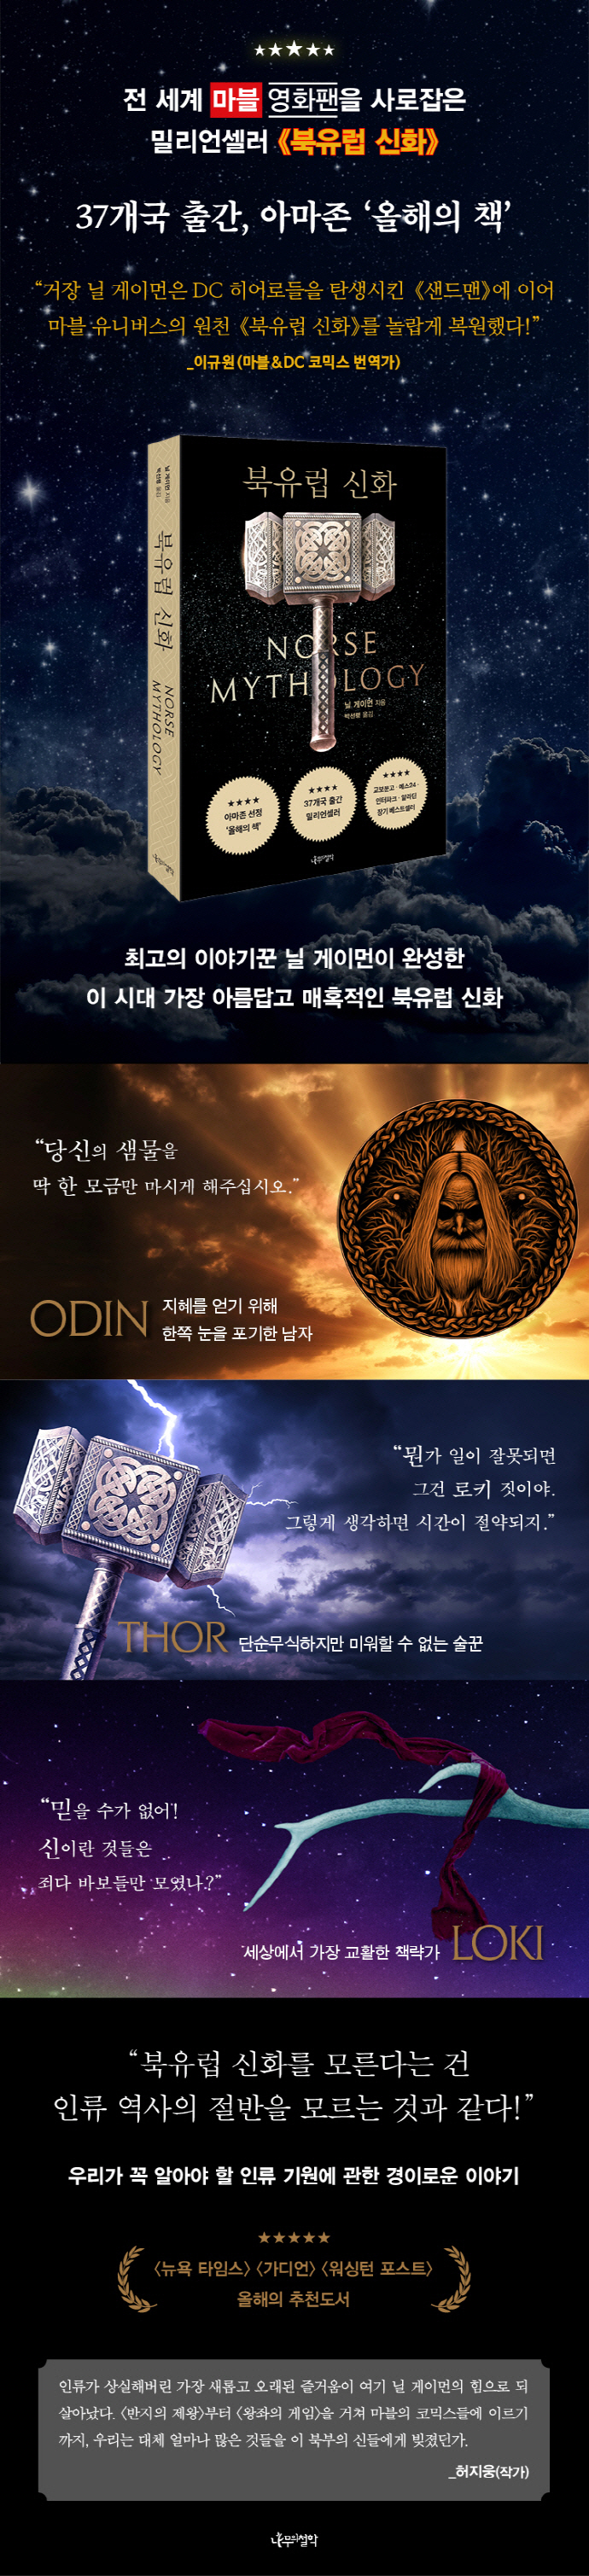 전 세계 마블 영화팬을 사로잡은
밀리언셀러 《북유럽 신화》
37개국 출간, 아마존 ‘올해의 책’
“거장 닐 게이먼은 DC 히어로들을 탄생시킨 《샌드맨》에 이어
마블 유니버스의 원천 《북유럽 신화》를 놀랍게 복원했다!”
_이규원(마블&DC 코믹스 번역가)
닐 게이먼 지음
박선령 옮김
북유럽 신화
NORSE
MYTHOLOGY
나무의철학
북유럽 신화
NORSE
MYTHOLOGY
닐 게이먼 지음
박선령 옮김
★★★★
아마존 선정
‘올해의 책’
★★★★
37개국 출간
밀리언셀러
★★★★
교보문고·예스24·
인터파크·알라딘
장기 베스트셀러
나무의철학
최고의 이야기꾼 닐 게이먼이 완성한
이 시대 가장 아름답고 매혹적인 북유럽 신화
“당신의 샘물을
딱 한 모금만 마시게 해주십시오.”
ODIN 지혜를 얻기 위해
한쪽 눈을 포기한 남자
“뭔가 일이 잘못되면
그건 로키 짓이야.
그렇게 생각하면 시간이 절약되지.”
THOR 단순무식하지만 미워할 수 없는 술꾼
“믿을 수가 없어!
신이란 것들은
죄다 바보들만 모였나?”
세상에서 가장 교활한 책략가 LOKI
“북유럽 신화를 모른다는 건
인류 역사의 절반을 모르는 것과 같다!”
우리가 꼭 알아야 할 인류 기원에 관한 경이로운 이야기
★★★★★
〈뉴욕 타임스〉 〈가디언〉 〈워싱턴 포스트〉
올해의 추천도서
인류가 상실해버린 가장 새롭고 오래된 즐거움이 여기 닐 게이먼의 힘으로 되
살아났다. 〈반지의 제왕〉부터 〈왕좌의 게임〉을 거쳐 마블의 코믹스들에 이르기
까지, 우리는 대체 얼마나 많은 것들을 이 북부의 신들에게 빚졌던가.
_허지웅(작가)
나무의철학